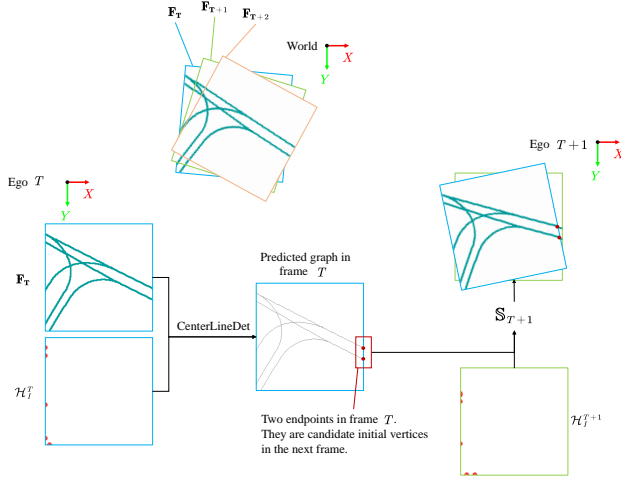 F_T
F_{T+1}
F_{T+2}
World
X
Y
Ego T+1
X
Y
Ego T
X
Y
F_T
Predicted graph in
frame T
CenterLineDet
𝕊_{T+1}
ℋ_I^T
Two endpoints in frame T.
They are candidate initial vertices
in the next frame.
ℋ_I^{T+1}